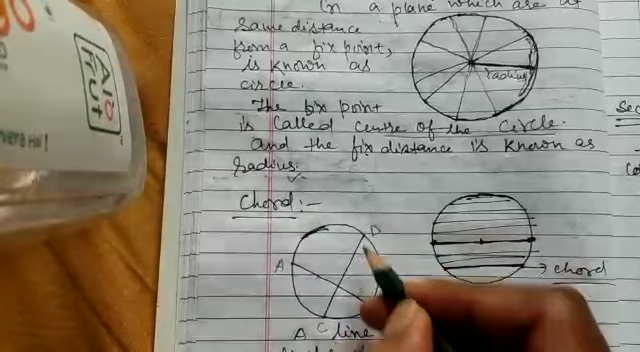 in a plane which are at
same distance
from a fix point,
is known as
circle.
radius
The fix point
is called centre of the circle.
and the fix distance is known as
radius.
Chord:-
A
D
C
chord
A line